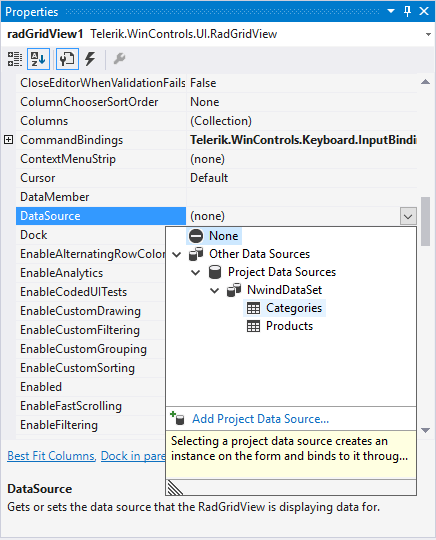 Properties
radGridView1 Telerik.WinControls.UI.RadGridView
CloseEditorWhenValidationFails False
ColumnChooserSortOrder None
Columns (Collection)
CommandBindings Telerik.WinControls.Keyboard.InputBindin
ContextMenuStrip (none)
Cursor Default
DataMember
DataSource (none)
Dock None
EnableAlternatingRowColor Other Data Sources
EnableAnalytics Project Data Sources
EnableCodedUITests NwindDataSet
EnableCustomDrawing Categories
EnableCustomFiltering Products
EnableCustomGrouping
EnableCustomSorting
Enabled
EnableFastScrolling Add Project Data Source...
EnableFiltering Selecting a project data source creates an
Best Fit Columns, Dock in pare instance on the form and binds to it throug...
DataSource
Gets or sets the data source that the RadGridView is displaying data for.